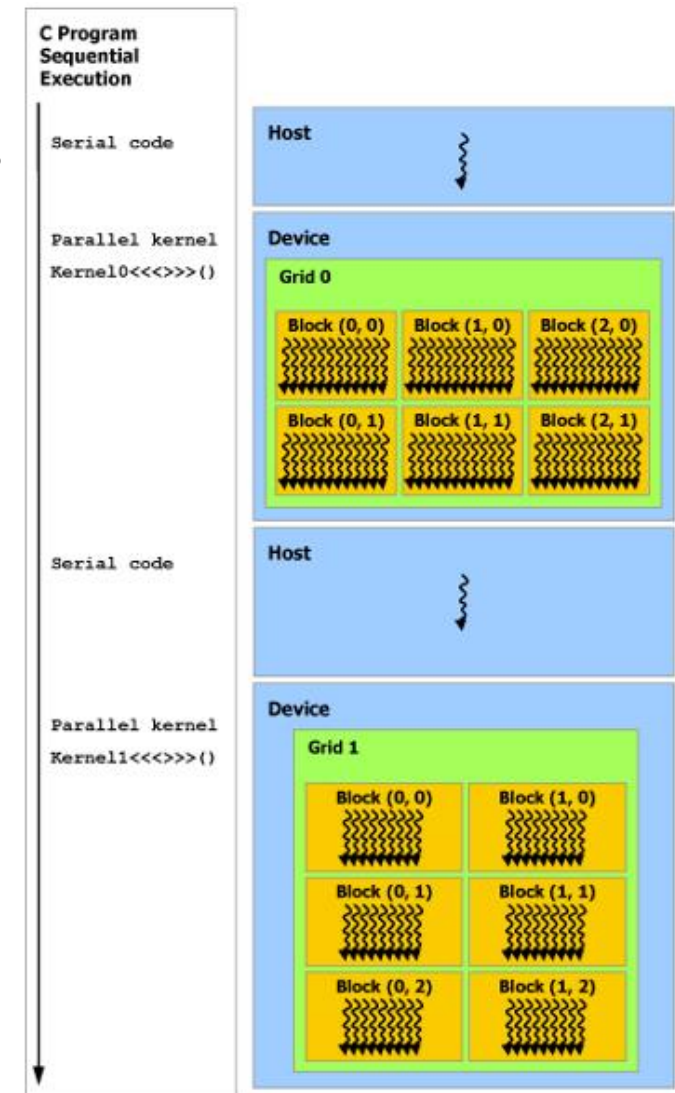 C Program
Sequential
Execution
Serial code
Host
Parallel kernel
Kernel0<<<>>>()
Device
Grid 0
Block (0, 0) Block (1, 0) Block (2, 0)
Block (0, 1) Block (1, 1) Block (2, 1)
Serial code
Host
Parallel kernel
Kernel1<<<>>>()
Device
Grid 1
Block (0, 0) Block (1, 0)
Block (0, 1) Block (1, 1)
Block (0, 2) Block (1, 2)